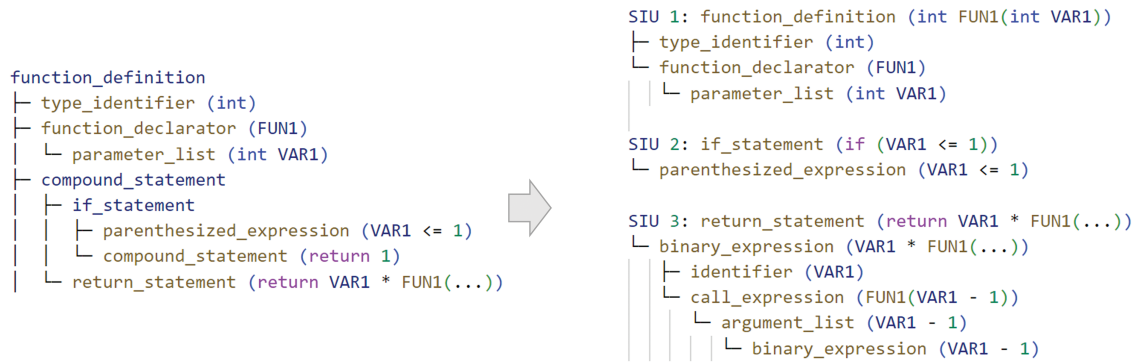 function_definition
├─ type_identifier (int)
├─ function_declarator (FUN1)
│  └─ parameter_list (int VAR1)
├─ compound_statement
│  ├─ if_statement
│  │  ├─ parenthesized_expression (VAR1 <= 1)
│  │  └─ compound_statement (return 1)
│  └─ return_statement (return VAR1 * FUN1(...))
SIU 1: function_definition (int FUN1(int VAR1))
├─ type_identifier (int)
└─ function_declarator (FUN1)
└─ parameter_list (int VAR1)
SIU 2: if_statement (if (VAR1 <= 1))
└─ parenthesized_expression (VAR1 <= 1)
SIU 3: return_statement (return VAR1 * FUN1(...))
└─ binary_expression (VAR1 * FUN1(...))
├─ identifier (VAR1)
└─ call_expression (FUN1(VAR1 - 1))
└─ argument_list (VAR1 - 1)
└─ binary_expression (VAR1 - 1)